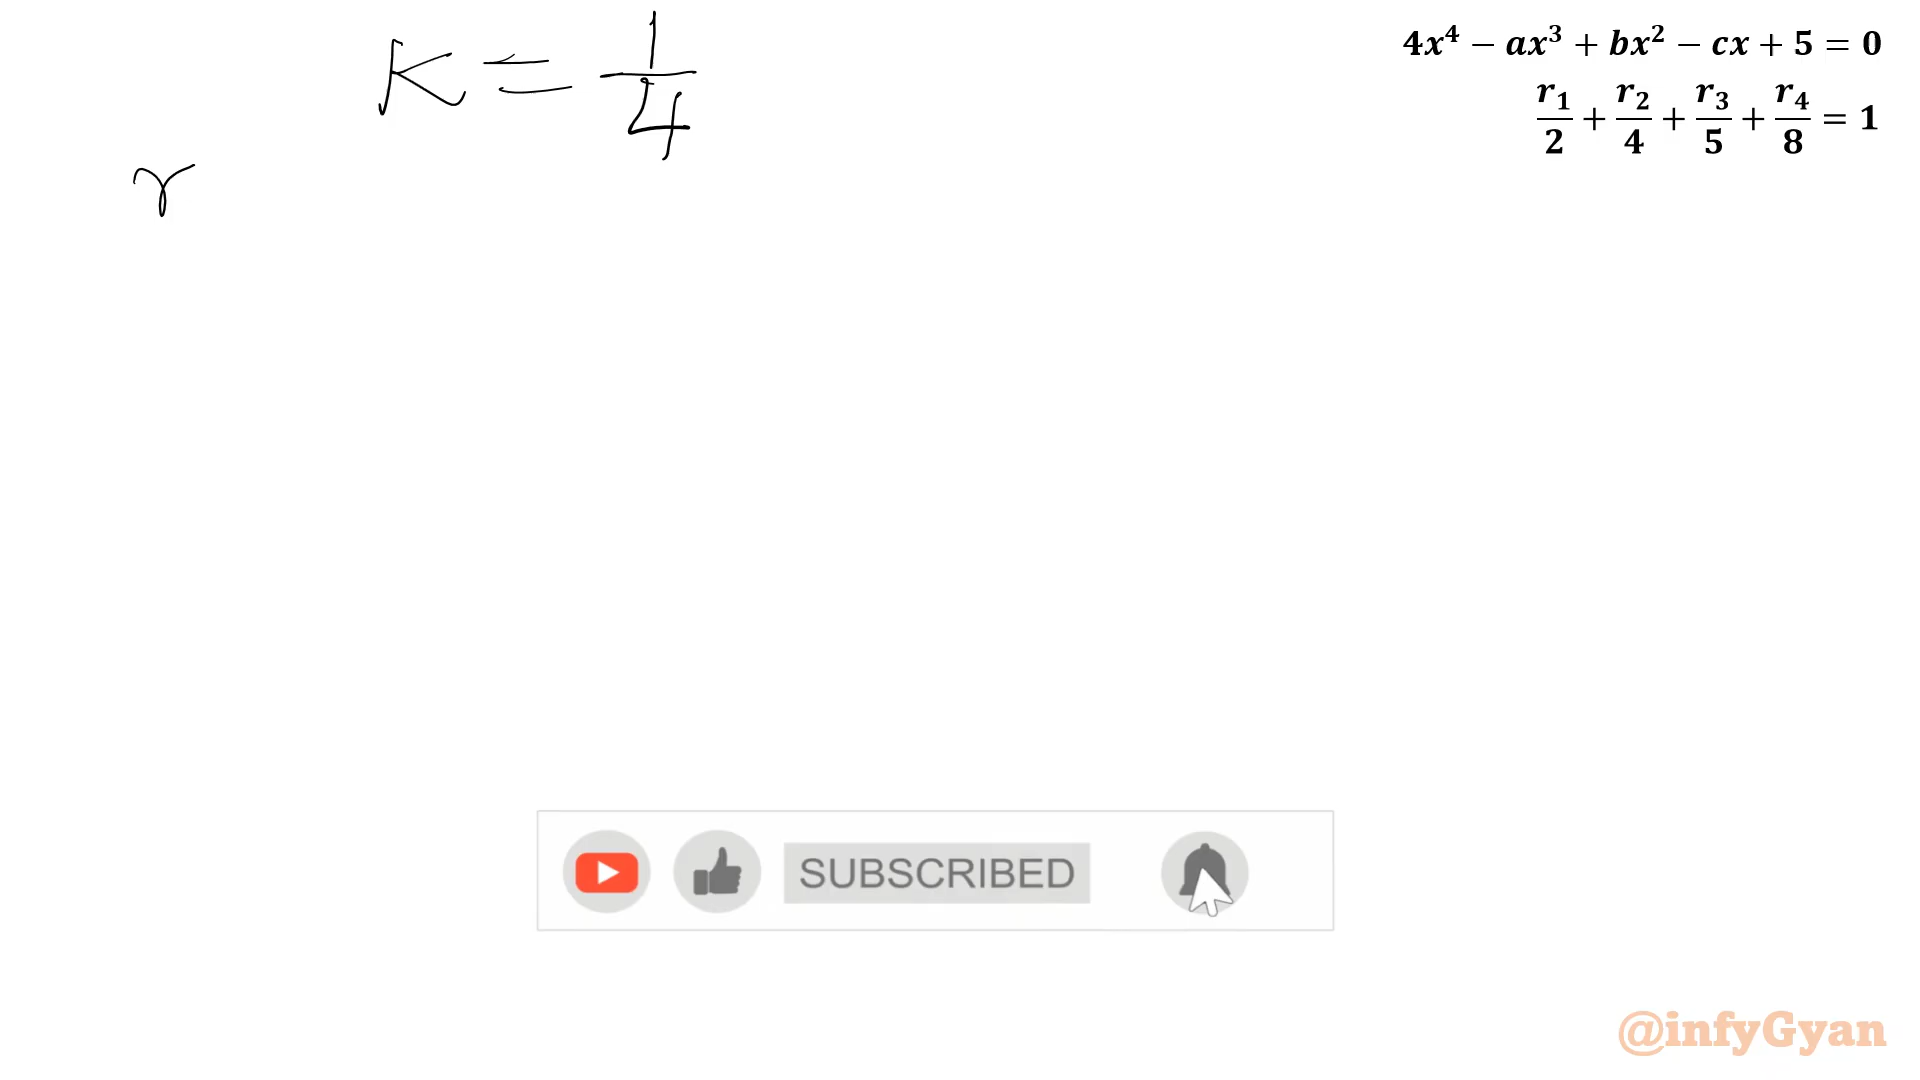 K = 1/4
4x⁴ − ax³ + bx² − cx + 5 = 0
r₁/2 + r₂/4 + r₃/5 + r₄/8 = 1
r
SUBSCRIBED
@infyGyan